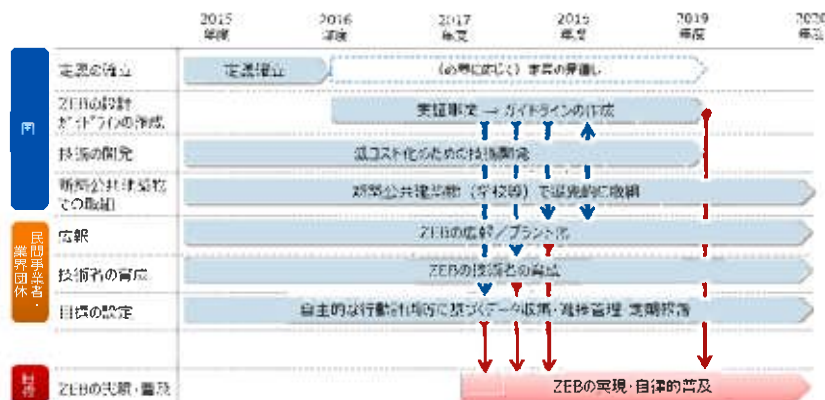 2015
年度
2016
年度
2017
年度
2018
年度
2019
年度
2020
年度
国
定義の確立
定義確立
(必要に応じて) 定義の見直し
ZEBの設計
ガイドラインの作成
実証事業 → ガイドラインの作成
技術の開発
低コスト化のための技術開発
新築公共建築物
での取組
新築公共建築物 (学校等) で率先的に取組
民間事業者・
業界団体
広報
ZEBの広報／ブランド化
技術者の育成
ZEBの技術者の育成
目標の設定
自主的な行動計画等に基づくデータ収集・進捗管理・定期報告
目標
ZEBの実現・普及
ZEBの実現・自律的普及